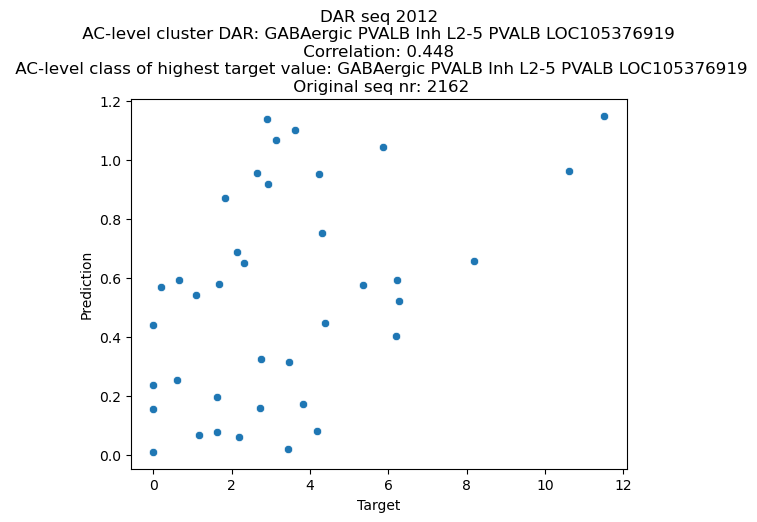 DAR seq 2012
AC-level cluster DAR: GABAergic PVALB Inh L2-5 PVALB LOC105376919
Correlation: 0.448
AC-level class of highest target value: GABAergic PVALB Inh L2-5 PVALB LOC105376919
Original seq nr: 2162
1.2
1.0
0.8
0.6
0.4
0.2
0.0
Prediction
0 2 4 6 8 10 12
Target